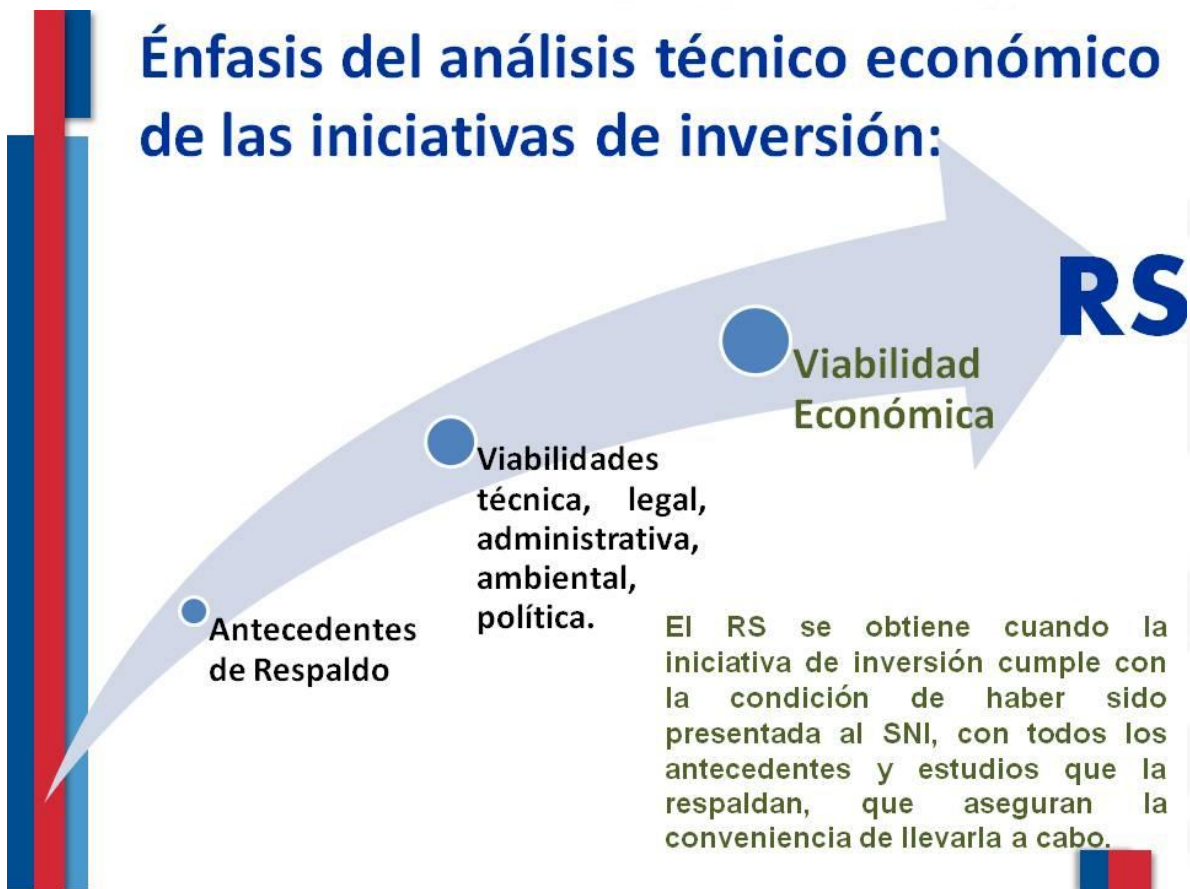 Énfasis del análisis técnico económico
de las iniciativas de inversión:
RS
Viabilidad
Económica
Viabilidades
técnica, legal,
administrativa,
ambiental,
política.
Antecedentes
de Respaldo
El RS se obtiene cuando la
iniciativa de inversión cumple con
la condición de haber sido
presentada al SNI, con todos los
antecedentes y estudios que la
respaldan, que aseguran la
conveniencia de llevarla a cabo.